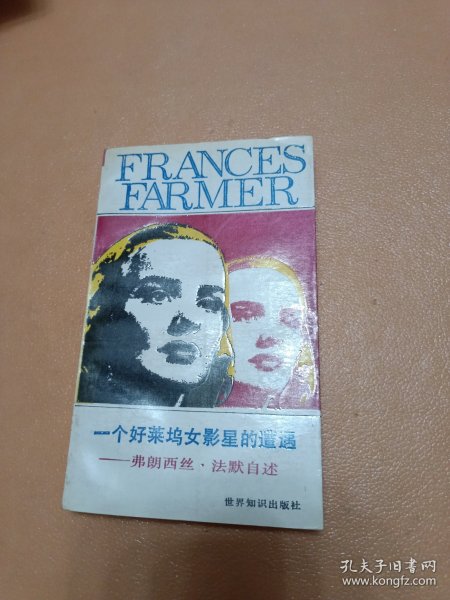 FRANCES
FARMER
一个好莱坞女影星的遭遇
——弗朗西丝·法默自述
世界知识出版社
孔夫子旧书网
www.kongfz.com